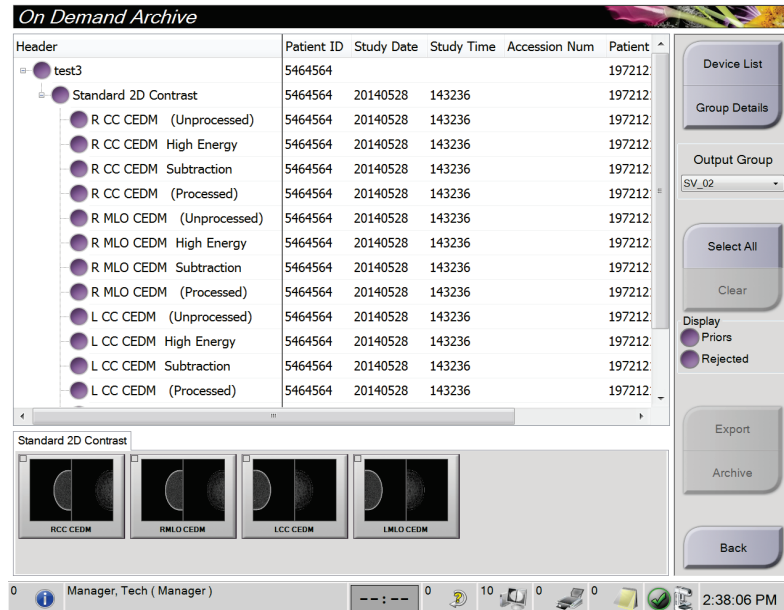 On Demand Archive
Header Patient ID Study Date Study Time Accession Num Patient
test3 5464564 197212
Standard 2D Contrast 5464564 20140528 143236 197212
R CC CEDM (Unprocessed) 5464564 20140528 143236 197212
R CC CEDM High Energy 5464564 20140528 143236 197212
R CC CEDM Subtraction 5464564 20140528 143236 197212
R CC CEDM (Processed) 5464564 20140528 143236 197212
R MLO CEDM (Unprocessed) 5464564 20140528 143236 197212
R MLO CEDM High Energy 5464564 20140528 143236 197212
R MLO CEDM Subtraction 5464564 20140528 143236 197212
R MLO CEDM (Processed) 5464564 20140528 143236 197212
L CC CEDM (Unprocessed) 5464564 20140528 143236 197212
L CC CEDM High Energy 5464564 20140528 143236 197212
L CC CEDM Subtraction 5464564 20140528 143236 197212
L CC CEDM (Processed) 5464564 20140528 143236 197212
Device List
Group Details
Output Group
SV_02
Select All
Clear
Display
Priors
Rejected
Export
Archive
Back
Standard 2D Contrast
RCC CEDM RMLO CEDM LCC CEDM LMLO CEDM
0 Manager, Tech ( Manager ) --:-- 0 10 0 0 2:38:06 PM